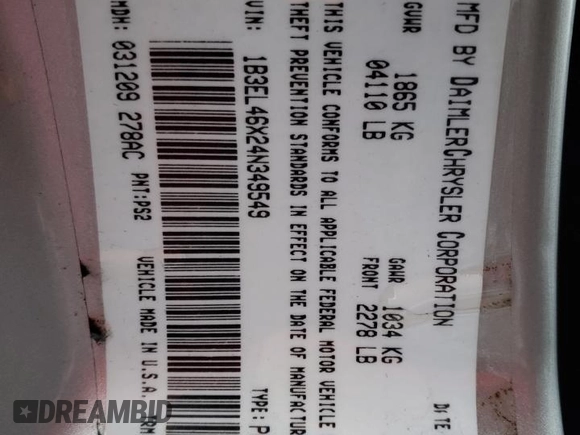 MFD BY DAIMLERCHRYSLER CORPORATION
GVWR
GAWR
1865 KG
1034 KG
04110 LB
FRONT 2278 LB
THIS VEHICLE CONFORMS TO ALL APPLICABLE FEDERAL MOTOR VEHICLE
THEFT PREVENTION STANDARDS IN EFFECT ON THE DATE OF MANUFACTUR
VIN: 1B3EL46X24N349549 TYPE: P
MDH: 031209 278AC PNT:PS2 VEHICLE MADE IN U.S.A.
DREAMBID